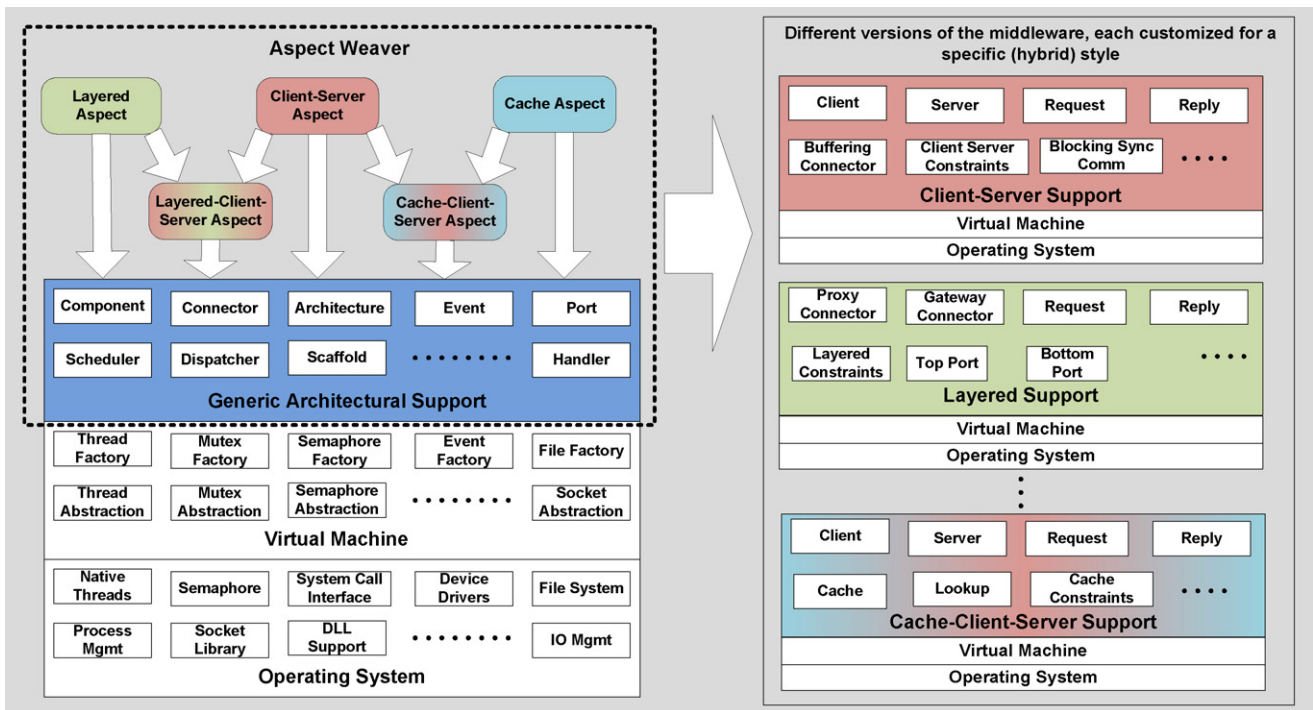 Aspect Weaver
Layered
Aspect
Client-Server
Aspect
Cache Aspect
Layered-Client-
Server Aspect
Cache-Client-
Server Aspect
Component
Connector
Architecture
Event
Port
Scheduler
Dispatcher
Scaffold
Handler
Generic Architectural Support
Thread
Factory
Mutex
Factory
Semaphore
Factory
Event
Factory
File Factory
Thread
Abstraction
Mutex
Abstraction
Semaphore
Abstraction
Socket
Abstraction
Virtual Machine
Native
Threads
Semaphore
System Call
Interface
Device
Drivers
File System
Process
Mgmt
Socket
Library
DLL
Support
IO Mgmt
Operating System
Different versions of the middleware, each customized for a
specific (hybrid) style
Client
Server
Request
Reply
Buffering
Connector
Client Server
Constraints
Blocking Sync
Comm
Client-Server Support
Virtual Machine
Operating System
Proxy
Connector
Gateway
Connector
Request
Reply
Layered
Constraints
Top Port
Bottom
Port
Layered Support
Virtual Machine
Operating System
Client
Server
Request
Reply
Cache
Lookup
Cache
Constraints
Cache-Client-Server Support
Virtual Machine
Operating System